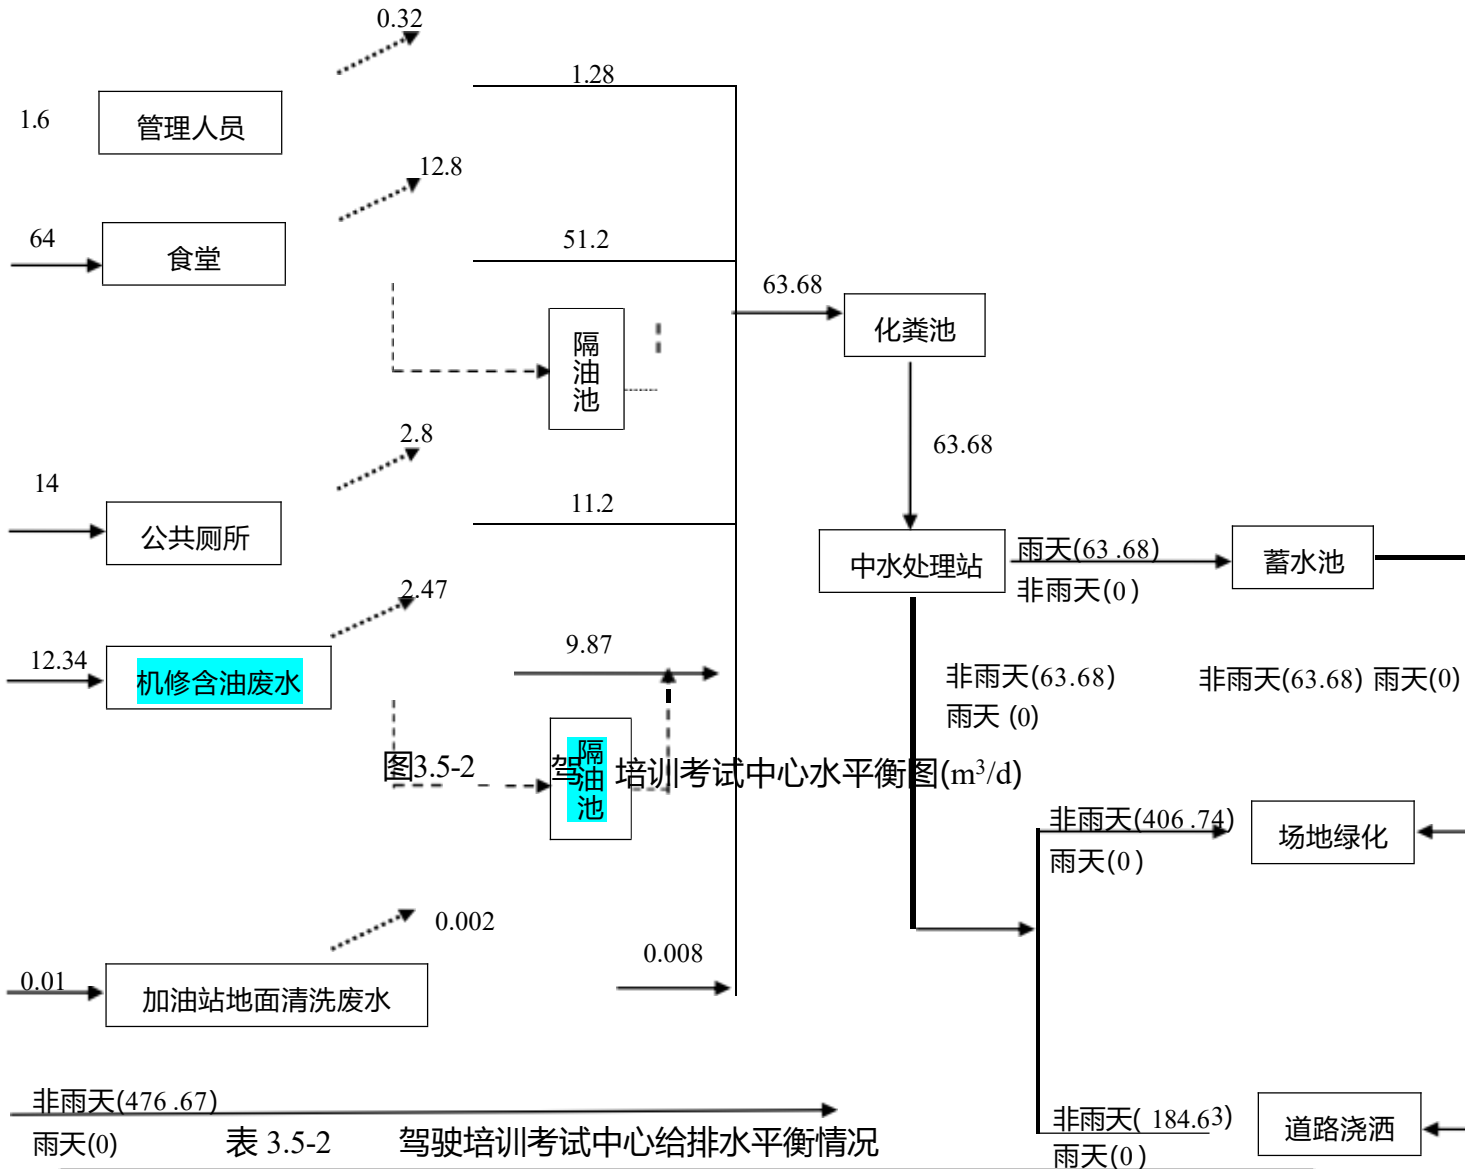 0.32
1.28
1.6
管理人员
12.8
64
食堂
51.2
63.68
化粪池
隔油池
2.8
63.68
14
11.2
公共厕所
中水处理站
雨天(63 .68)
非雨天(0 )
蓄水池
2.47
12.34
机修含油废水
9.87
非雨天(63.68)
雨天 (0)
非雨天(63.68) 雨天(0)
隔油池
图3.5-2 驾 培训考试中心水平衡图(m³/d)
非雨天(406 .74)
雨天(0 )
场地绿化
0.002
0.008
0.01
加油站地面清洗废水
非雨天(476 .67)
雨天(0)
表 3.5-2 驾驶培训考试中心给排水平衡情况
非雨天( 184.63)
雨天(0 )
道路浇洒